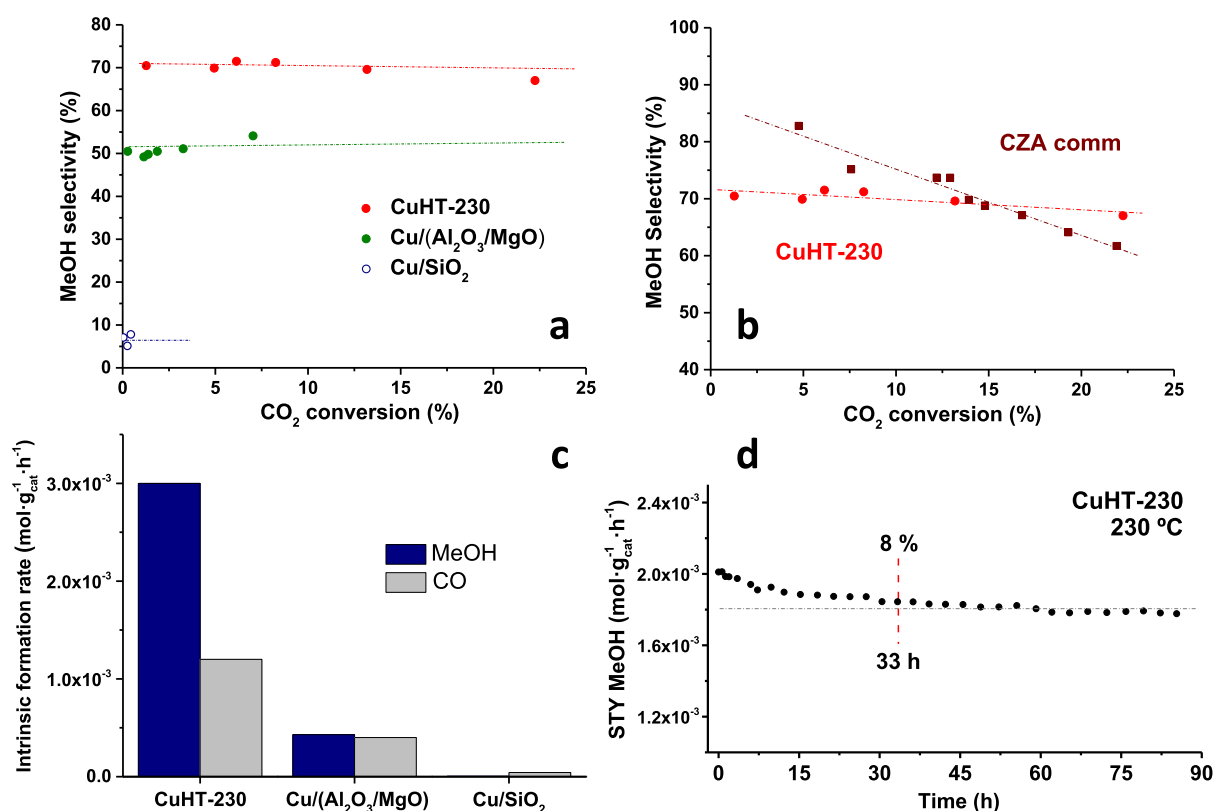 80
70
60
50
40
30
20
10
0
MeOH selectivity (%)
CuHT-230
Cu/(Al₂O₃/MgO)
Cu/SiO₂
a
0 5 10 15 20 25
CO₂ conversion (%)
100
90
80
70
60
50
40
MeOH Selectivity (%)
CZA comm
CuHT-230
b
0 5 10 15 20 25
CO₂ conversion (%)
c
3.0x10⁻³
2.0x10⁻³
1.0x10⁻³
0.0
Intrinsic formation rate (mol·g⁻¹cat·h⁻¹)
MeOH
CO
CuHT-230 Cu/(Al₂O₃/MgO) Cu/SiO₂
d
2.4x10⁻³
2.0x10⁻³
1.6x10⁻³
1.2x10⁻³
STY MeOH (mol·g⁻¹cat·h⁻¹)
CuHT-230
230 ºC
8 %
33 h
0 15 30 45 60 75 90
Time (h)